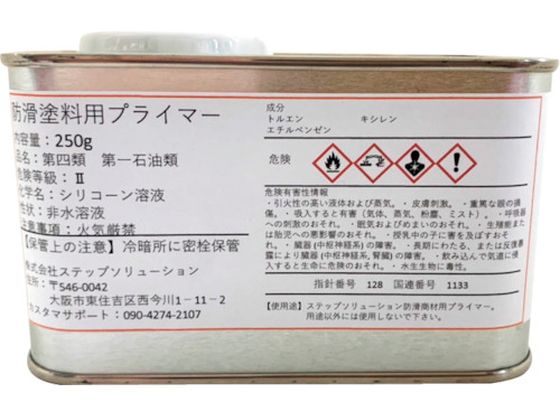 防滑塗料用プライマー
内容量：250g
品名：第四類　第一石油類
危険等級：Ⅱ
化学名：シリコーン溶液
性状：非水溶液
注意事項：火気厳禁
【保管上の注意】冷暗所に密栓保管
株式会社ステップソリューション
住所：〒546-0042
大阪市東住吉区西今川1－11－2
カスタマサポート：090-4274-2107
成分
トルエン　キシレン
エチルベンゼン
危険
危険有害性情報
・引火性の高い液体および蒸気。・皮膚刺激。・重篤な眼の損
傷。・吸入すると有害（気体、蒸気、粉塵、ミスト）。・呼吸器
への刺激のおそれ。・眠気およびめまいのおそれ。・生殖能または
胎児への悪影響のおそれ。・授乳中の子に害を及ぼすおそ
れ。・臓器(中枢神経系)の障害。・長期にわたる、または反復暴
露により臓器(中枢神経系,腎臓)の障害。・飲み込んで気道に侵
入すると生命に危険のおそれ。・水生生物に毒性。
指針番号　128　国連番号　1133
【使用途】ステップソリューション防滑商材用プライマー。
用途以外には使用しないで下さい。